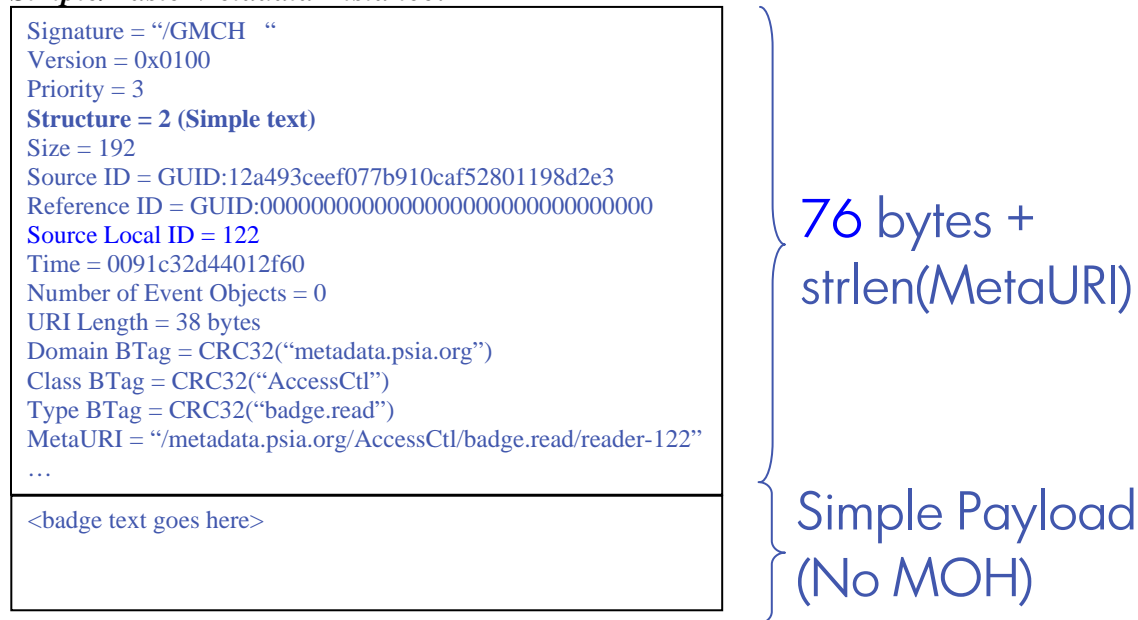 Signature = “/GMCH “
Version = 0x0100
Priority = 3
Structure = 2 (Simple text)
Size = 192
Source ID = GUID:12a493ceef077b910caf52801198d2e3
Reference ID = GUID:00000000000000000000000000000000
Source Local ID = 122
Time = 0091c32d44012f60
Number of Event Objects = 0
URI Length = 38 bytes
Domain BTag = CRC32(“metadata.psia.org”)
Class BTag = CRC32(“AccessCtl”)
Type BTag = CRC32(“badge.read”)
MetaURI = “/metadata.psia.org/AccessCtl/badge.read/reader-122”
…
<badge text goes here>
76 bytes +
strlen(MetaURI)
Simple Payload
(No MOH)